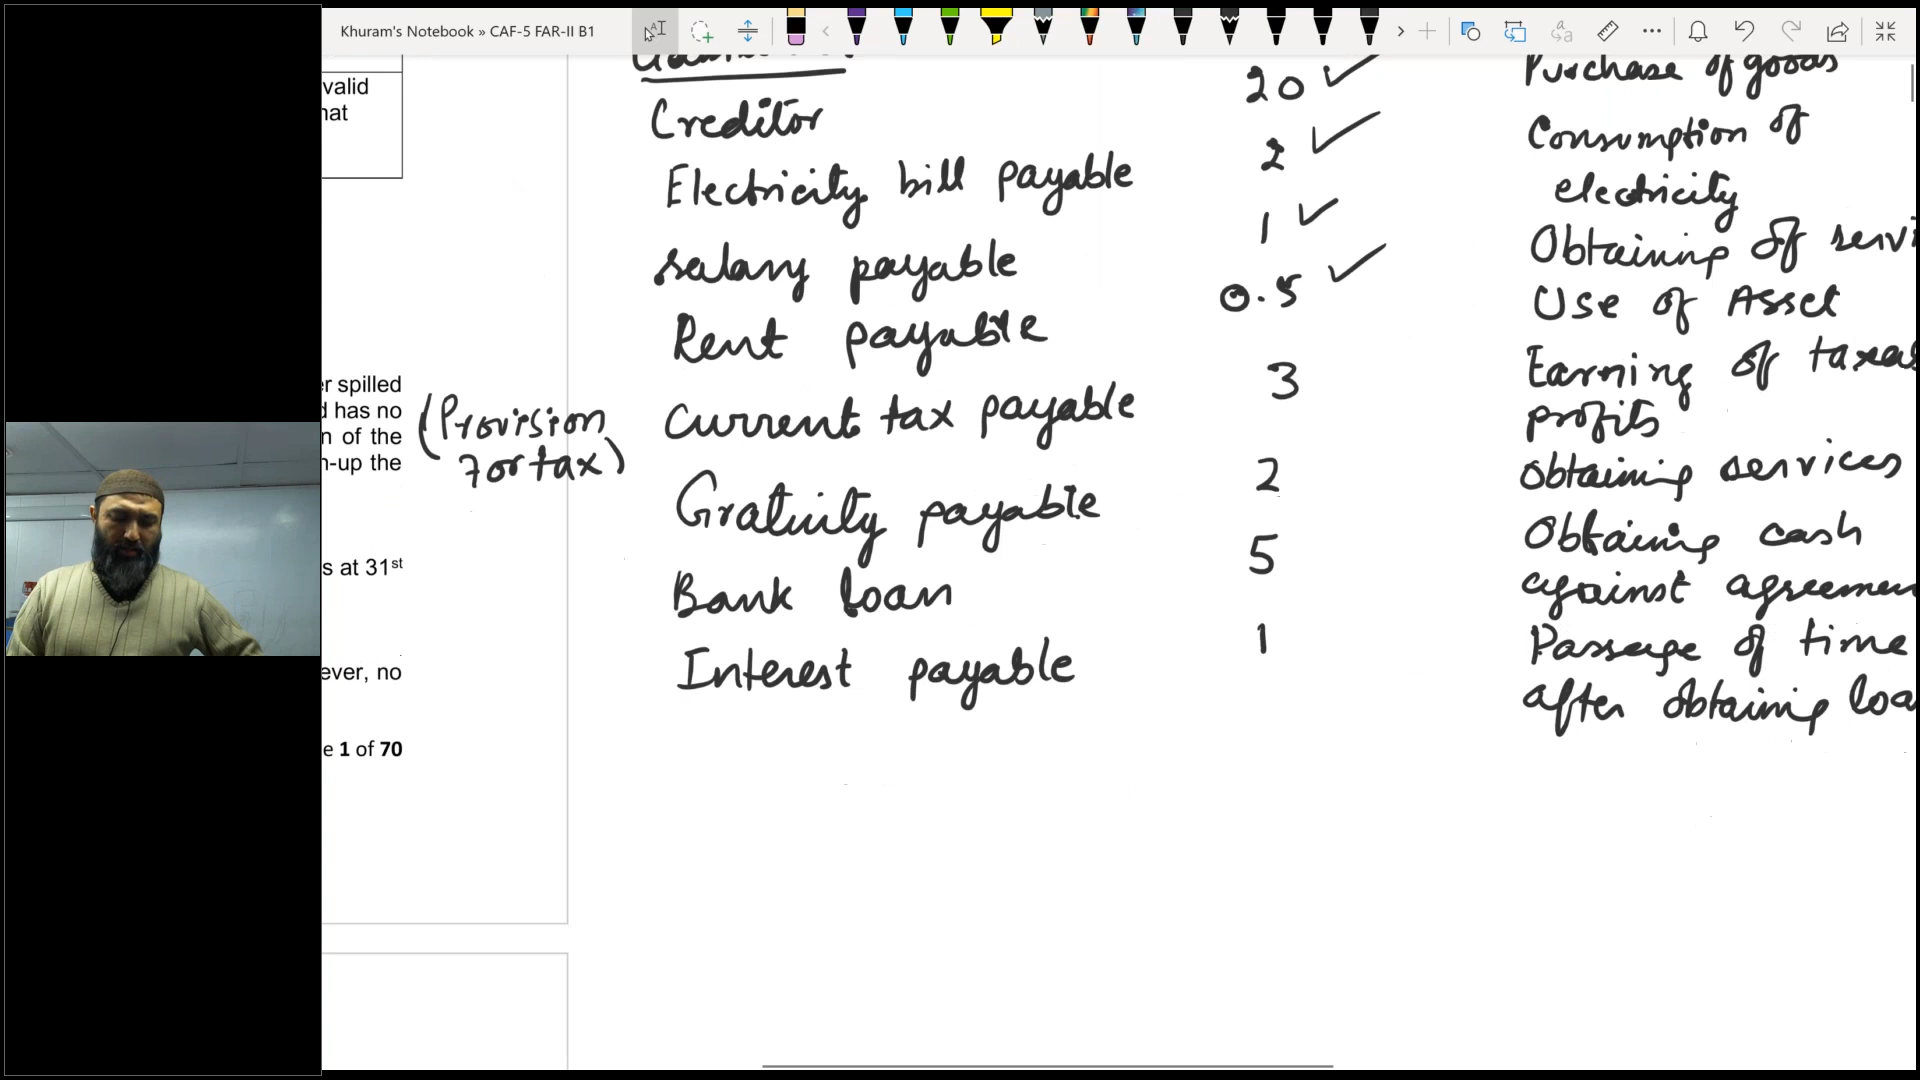 Khuram's Notebook » CAF-5 FAR-II B1
valid
hat
er spilled
d has no
n of the
n-up the
s at 31st
ever, no
e 1 of 70
(Provision
for tax)
20
Creditor
2
Electricity bill payable
1
salary payable
0.5
Rent payable
3
Current tax payable
2
Gratuity payable
5
Bank loan
1
Interest payable
Purchase of goods
Consumption of
electricity
Obtaining of servi
Use of Asset
Earning of taxab
profits
Obtaining services
Obtaining cash
against agreemen
Passage of time
after obtaining loa